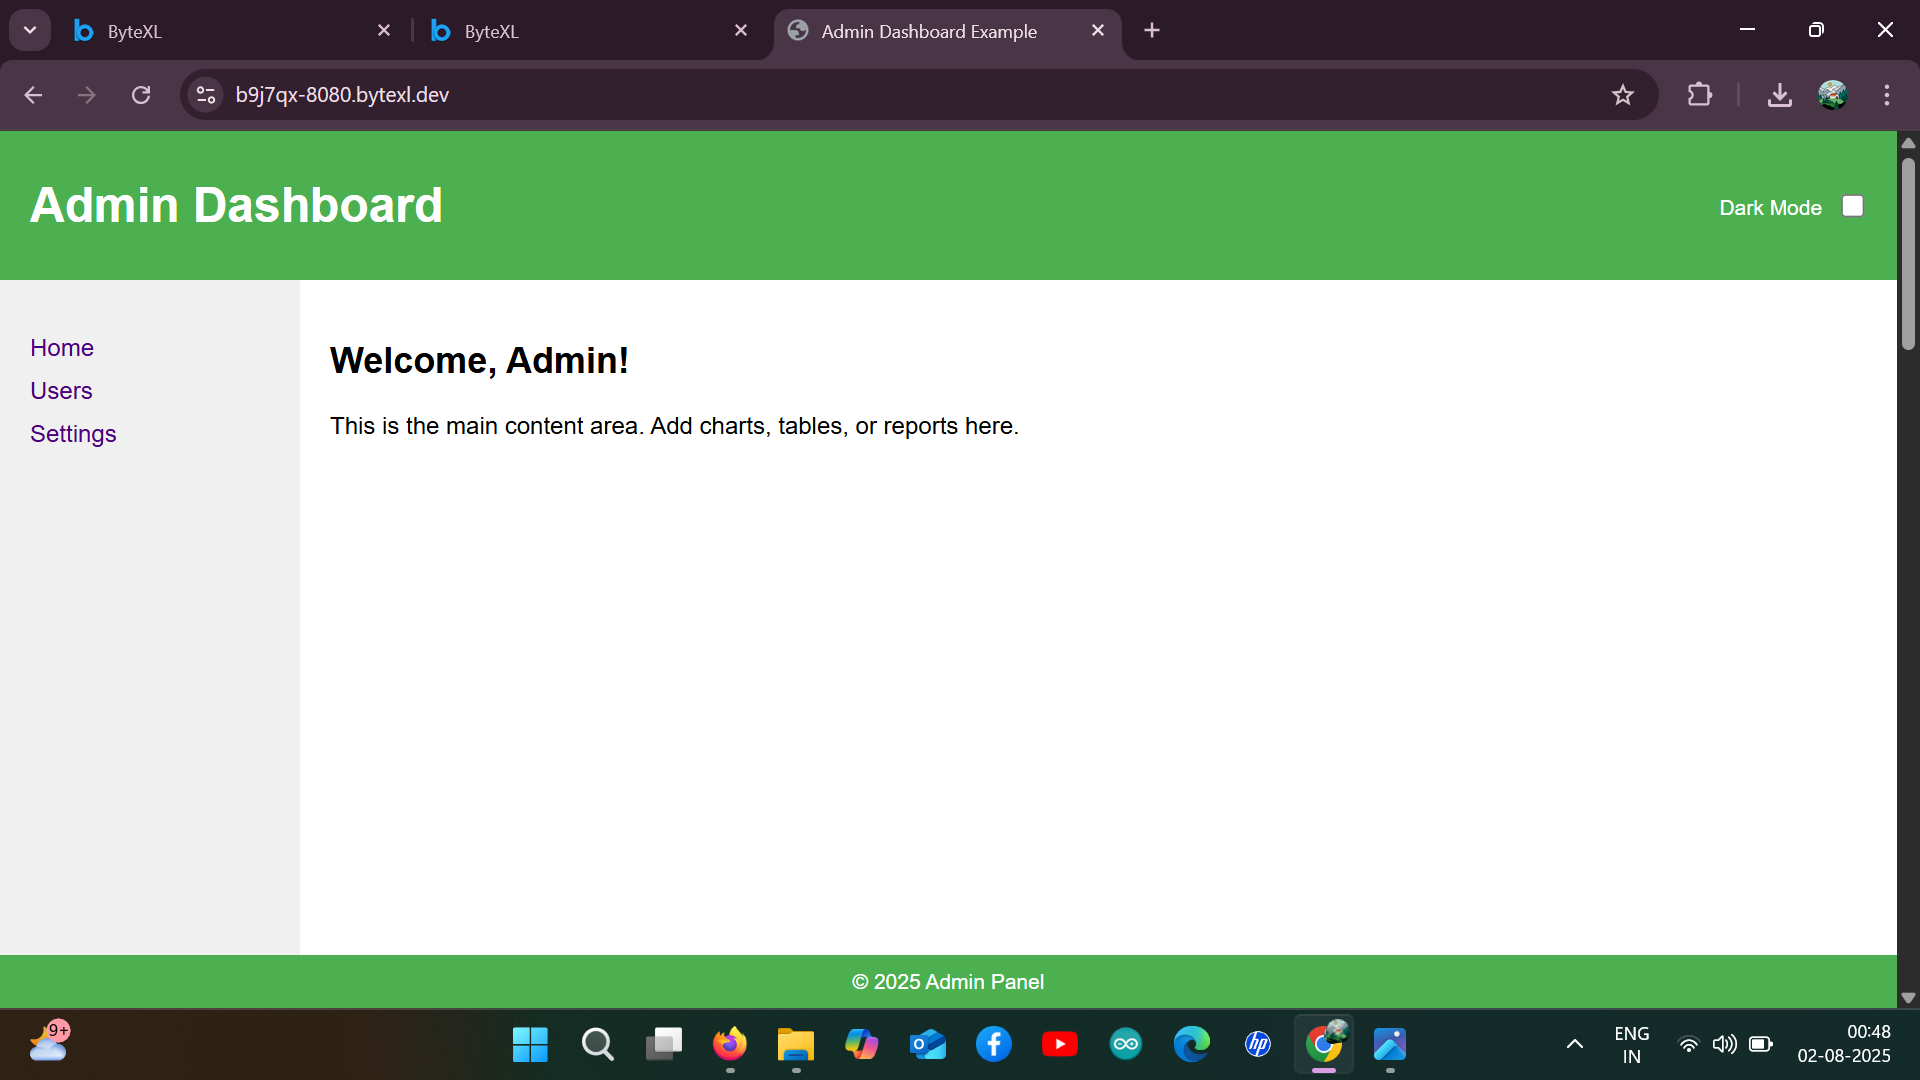 ByteXL
ByteXL
Admin Dashboard Example
b9j7qx-8080.bytexl.dev
Admin Dashboard
Dark Mode
Home
Users
Settings
Welcome, Admin!
This is the main content area. Add charts, tables, or reports here.
© 2025 Admin Panel
9+
hp
ENG
IN
00:48
02-08-2025